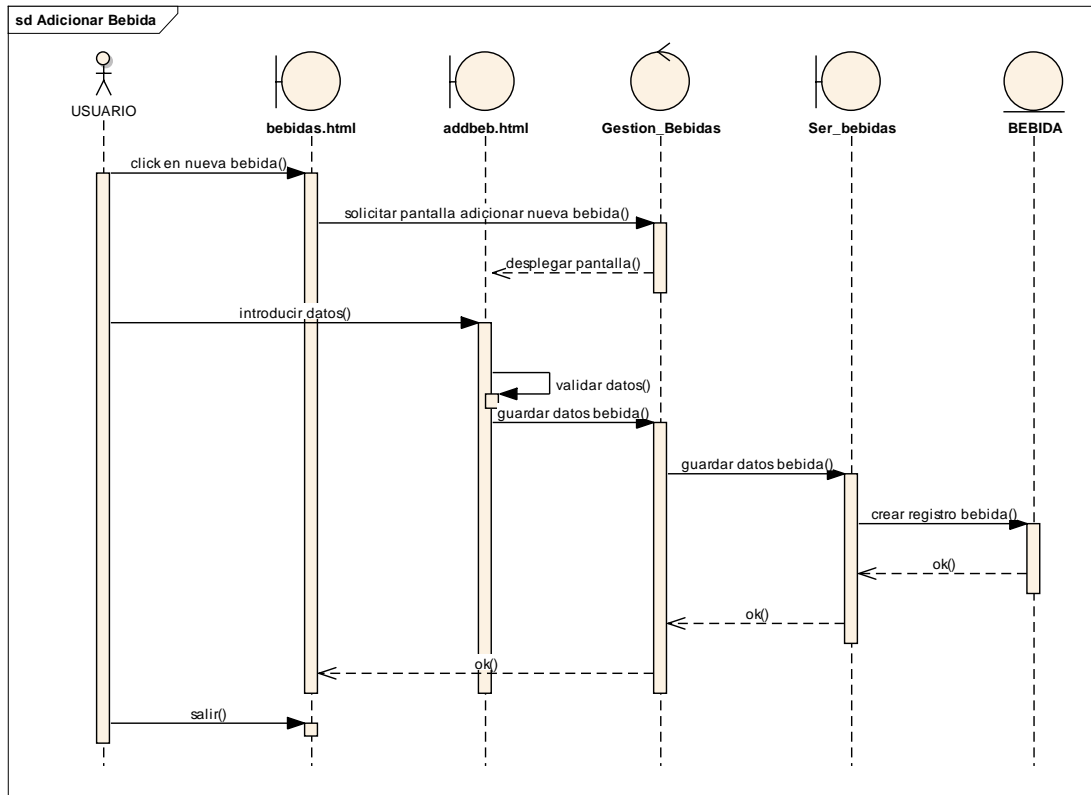 sd Adicionar Bebida
USUARIO
bebidas.html
addbeb.html
Gestion_Bebidas
Ser_bebidas
BEBIDA
click en nueva bebida()
solicitar pantalla adicionar nueva bebida()
desplegar pantalla()
introducir datos()
validar datos()
guardar datos bebida()
guardar datos bebida()
crear registro bebida()
ok()
ok()
ok()
salir()